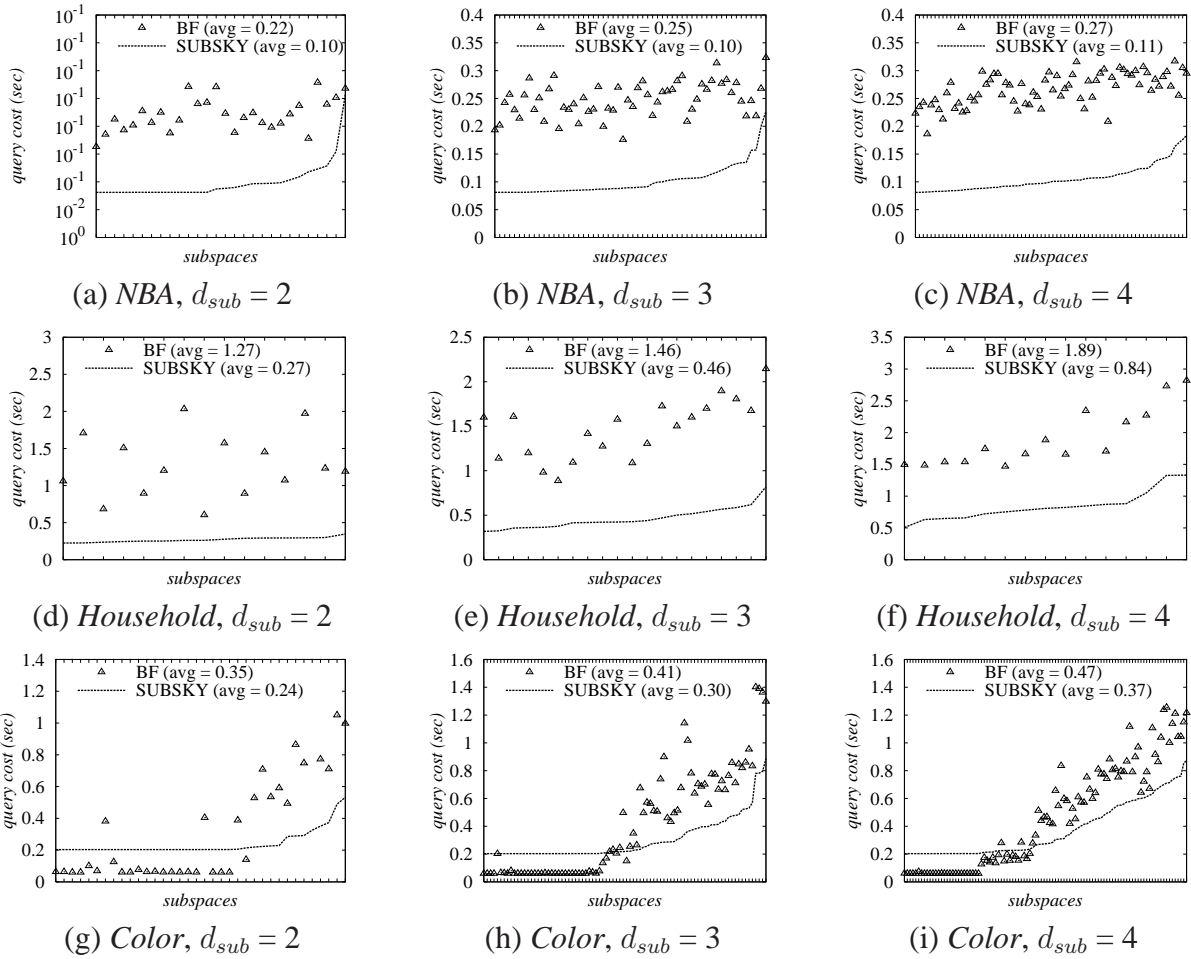 10^-1
10^-1
10^-1
10^-1
10^-1
10^-1
10^-1
10^-2
10^0
query cost (sec)
BF (avg = 0.22)
SUBSKY (avg = 0.10)
subspaces
(a) NBA, d_sub = 2
0.4
0.35
0.3
0.25
0.2
0.15
0.1
0.05
0
query cost (sec)
BF (avg = 0.25)
SUBSKY (avg = 0.10)
subspaces
(b) NBA, d_sub = 3
0.4
0.35
0.3
0.25
0.2
0.15
0.1
0.05
0
query cost (sec)
BF (avg = 0.27)
SUBSKY (avg = 0.11)
subspaces
(c) NBA, d_sub = 4
3
2.5
2
1.5
1
0.5
0
query cost (sec)
BF (avg = 1.27)
SUBSKY (avg = 0.27)
subspaces
(d) Household, d_sub = 2
2.5
2
1.5
1
0.5
0
query cost (sec)
BF (avg = 1.46)
SUBSKY (avg = 0.46)
subspaces
(e) Household, d_sub = 3
3.5
3
2.5
2
1.5
1
0.5
0
query cost (sec)
BF (avg = 1.89)
SUBSKY (avg = 0.84)
subspaces
(f) Household, d_sub = 4
1.4
1.2
1
0.8
0.6
0.4
0.2
0
query cost (sec)
BF (avg = 0.35)
SUBSKY (avg = 0.24)
subspaces
(g) Color, d_sub = 2
1.6
1.4
1.2
1
0.8
0.6
0.4
0.2
0
query cost (sec)
BF (avg = 0.41)
SUBSKY (avg = 0.30)
subspaces
(h) Color, d_sub = 3
1.6
1.4
1.2
1
0.8
0.6
0.4
0.2
0
query cost (sec)
BF (avg = 0.47)
SUBSKY (avg = 0.37)
subspaces
(i) Color, d_sub = 4